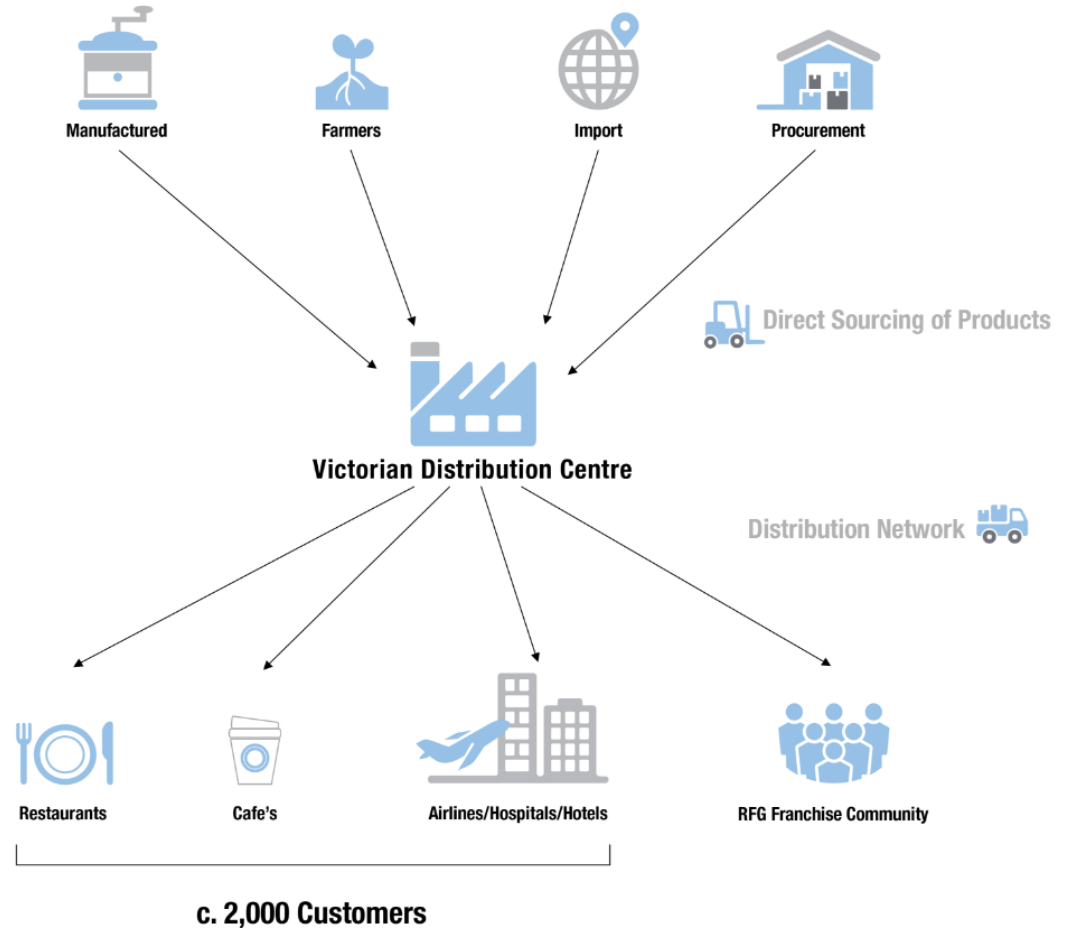 Manufactured
Farmers
Import
Procurement
Direct Sourcing of Products
Victorian Distribution Centre
Distribution Network
Restaurants
Cafe's
Airlines/Hospitals/Hotels
RFG Franchise Community
c. 2,000 Customers